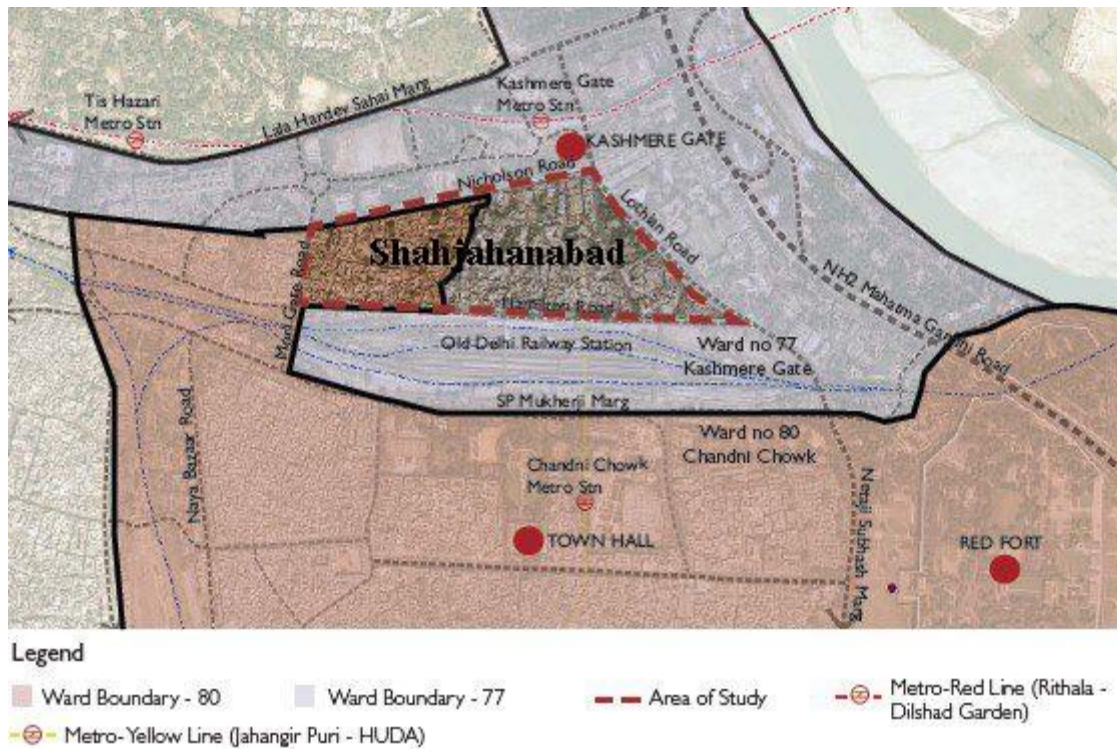 Tis Hazari
Metro Stn
Lala Hardev Sahai Marg
Kashmere Gate
Metro Stn
KASHMERE GATE
Nicholson Road
Lothian Road
Shahjahanabad
Mori Gate Road
Hamilton Road
NH2 Mahatma Gandhi Road
Old Delhi Railway Station
Ward no 77
Kashmere Gate
SP Mukherji Marg
Ward no 80
Chandni Chowk
Naya Bazaar Road
Chandni Chowk
Metro Stn
TOWN HALL
Netaji Subhash Marg
RED FORT
Legend
Ward Boundary - 80
Ward Boundary - 77
Area of Study
Metro-Red Line (Rithala -
Dilshad Garden)
Metro-Yellow Line (Jahangir Puri - HUDA)